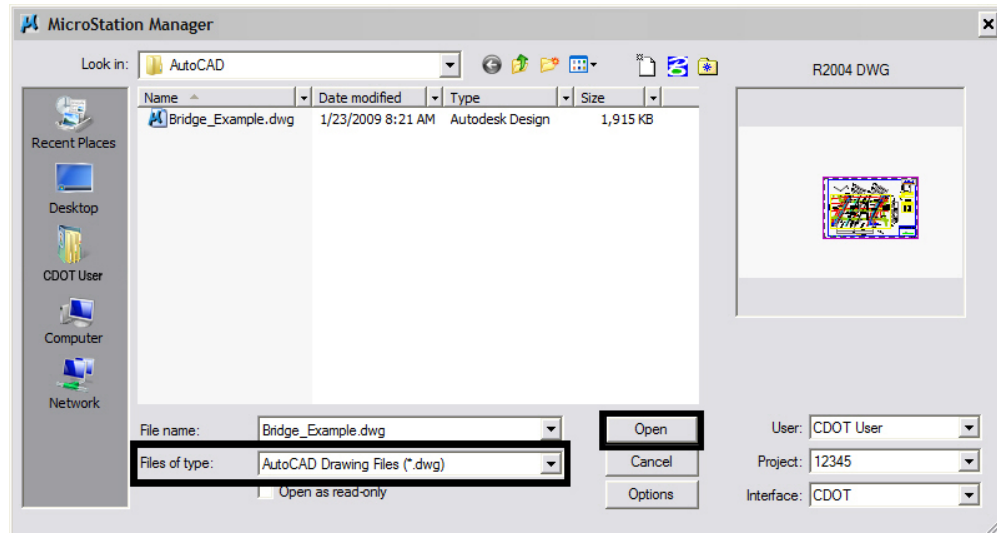 MicroStation Manager
Look in: AutoCAD
R2004 DWG
Name Date modified Type Size
Bridge_Example.dwg 1/23/2009 8:21 AM Autodesk Design 1,915 KB
Recent Places
Desktop
CDOT User
Computer
Network
File name: Bridge_Example.dwg Open User: CDOT User
Files of type: AutoCAD Drawing Files (*.dwg) Cancel Project: 12345
Open as read-only Options Interface: CDOT